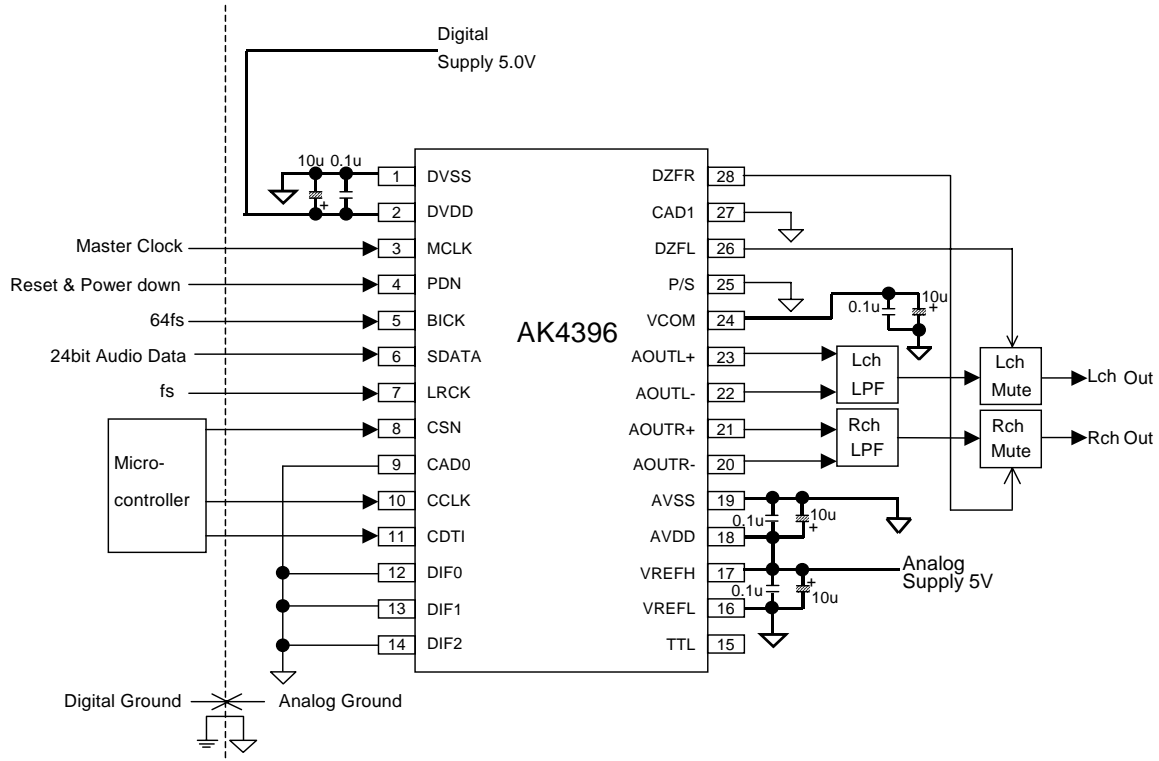 Digital
Supply 5.0V
10u 0.1u
+
1 DVSS
2 DVDD
Master Clock 3 MCLK
Reset & Power down 4 PDN
64fs 5 BICK
24bit Audio Data 6 SDATA
fs 7 LRCK
8 CSN
9 CAD0
10 CCLK
11 CDTI
12 DIF0
13 DIF1
14 DIF2
Micro-
controller
AK4396
DZFR 28
CAD1 27
DZFL 26
P/S 25
VCOM 24
AOUTL+ 23
AOUTL- 22
AOUTR+ 21
AOUTR- 20
AVSS 19
AVDD 18
VREFH 17
VREFL 16
TTL 15
0.1u 10u
+
Lch
LPF
Lch
Mute
Lch Out
Rch
LPF
Rch
Mute
Rch Out
0.1u 10u
+
Analog
Supply 5V
0.1u +
10u
Digital Ground Analog Ground